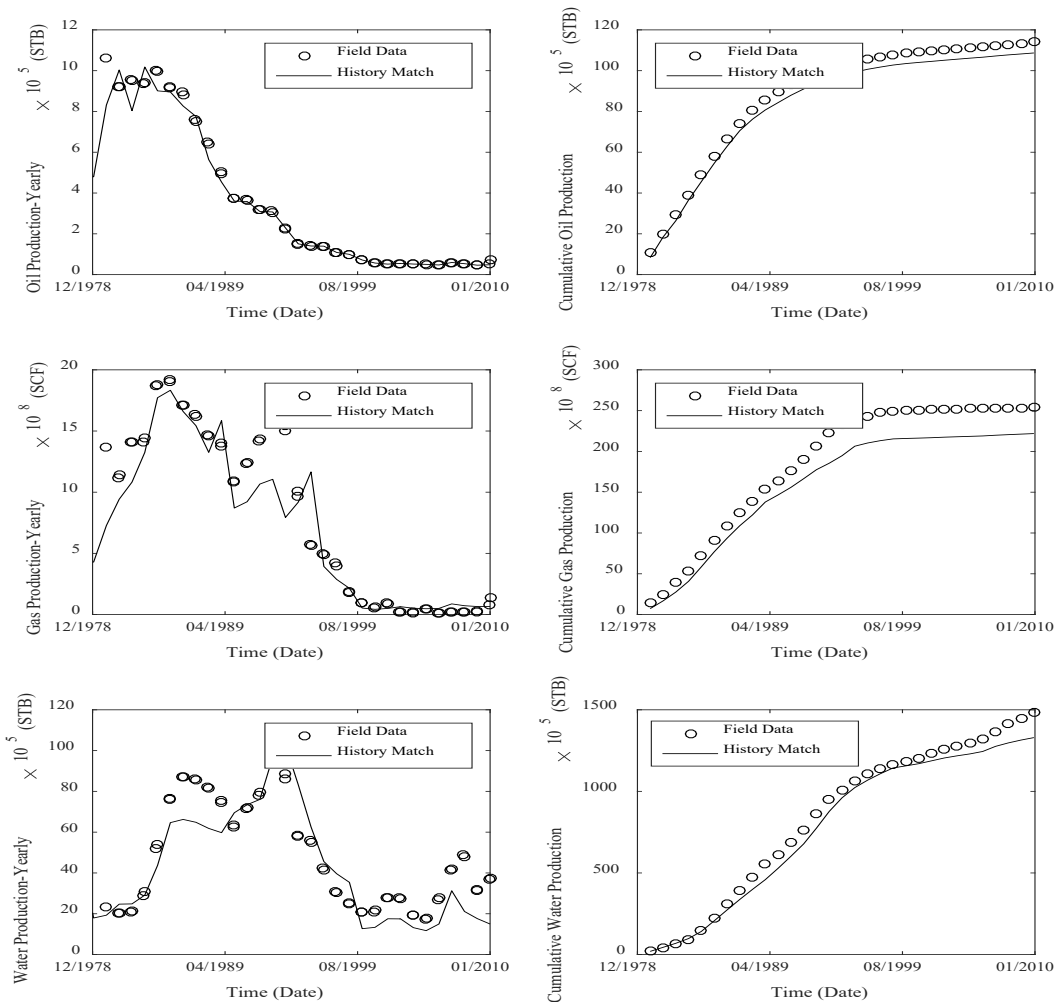 Oil Production-Yearly × 10^5 (STB)
12
10
8
6
4
2
0
12/1978 04/1989 08/1999 01/2010
Time (Date)
Field Data
History Match
Cumulative Oil Production × 10^5 (STB)
120
100
80
60
40
20
0
12/1978 04/1989 08/1999 01/2010
Time (Date)
Field Data
History Match
Gas Production-Yearly × 10^8 (SCF)
20
15
10
5
0
12/1978 04/1989 08/1999 01/2010
Time (Date)
Field Data
History Match
Cumulative Gas Production × 10^8 (SCF)
300
250
200
150
100
50
0
12/1978 04/1989 08/1999 01/2010
Time (Date)
Field Data
History Match
Water Production-Yearly × 10^5 (STB)
120
100
80
60
40
20
0
12/1978 04/1989 08/1999 01/2010
Time (Date)
Field Data
History Match
Cumulative Water Production × 10^5 (STB)
1500
1000
500
0
12/1978 04/1989 08/1999 01/2010
Time (Date)
Field Data
History Match